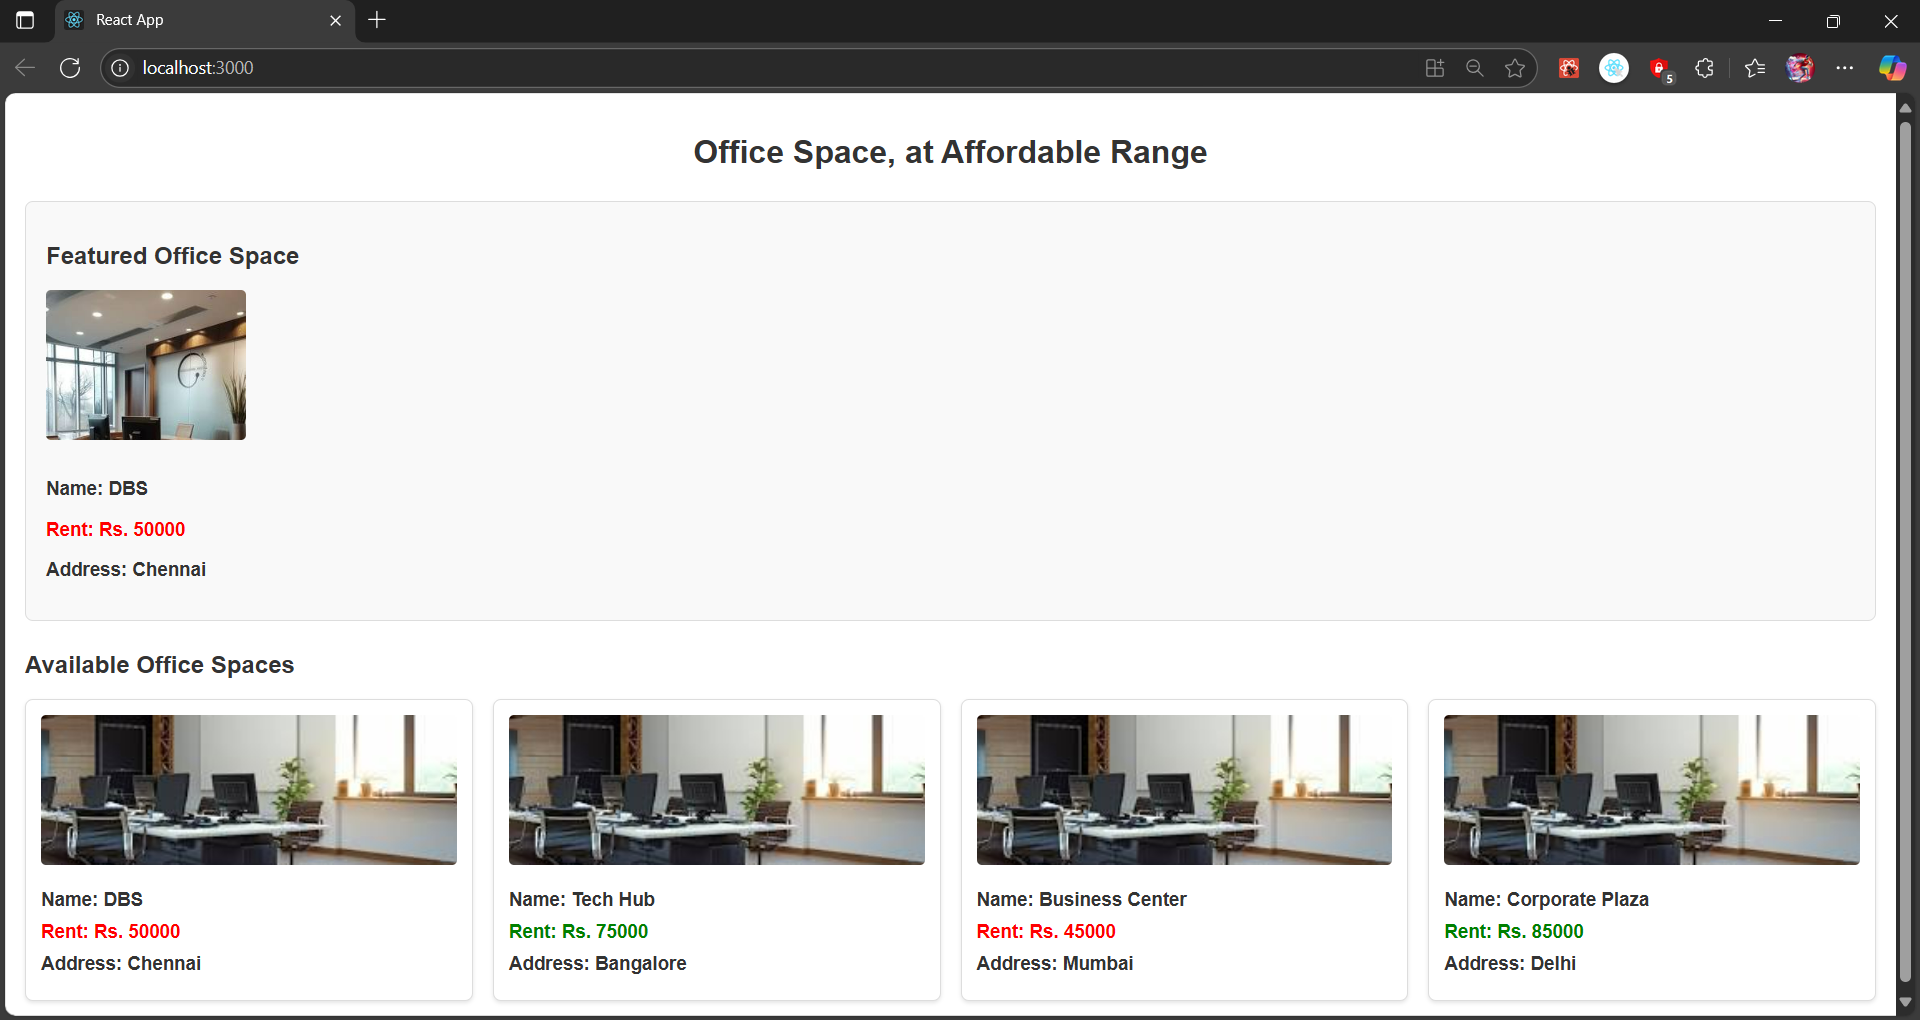 React App
localhost:3000
5
Office Space, at Affordable Range
Featured Office Space
Name: DBS
Rent: Rs. 50000
Address: Chennai
Available Office Spaces
Name: DBS
Rent: Rs. 50000
Address: Chennai
Name: Tech Hub
Rent: Rs. 75000
Address: Bangalore
Name: Business Center
Rent: Rs. 45000
Address: Mumbai
Name: Corporate Plaza
Rent: Rs. 85000
Address: Delhi